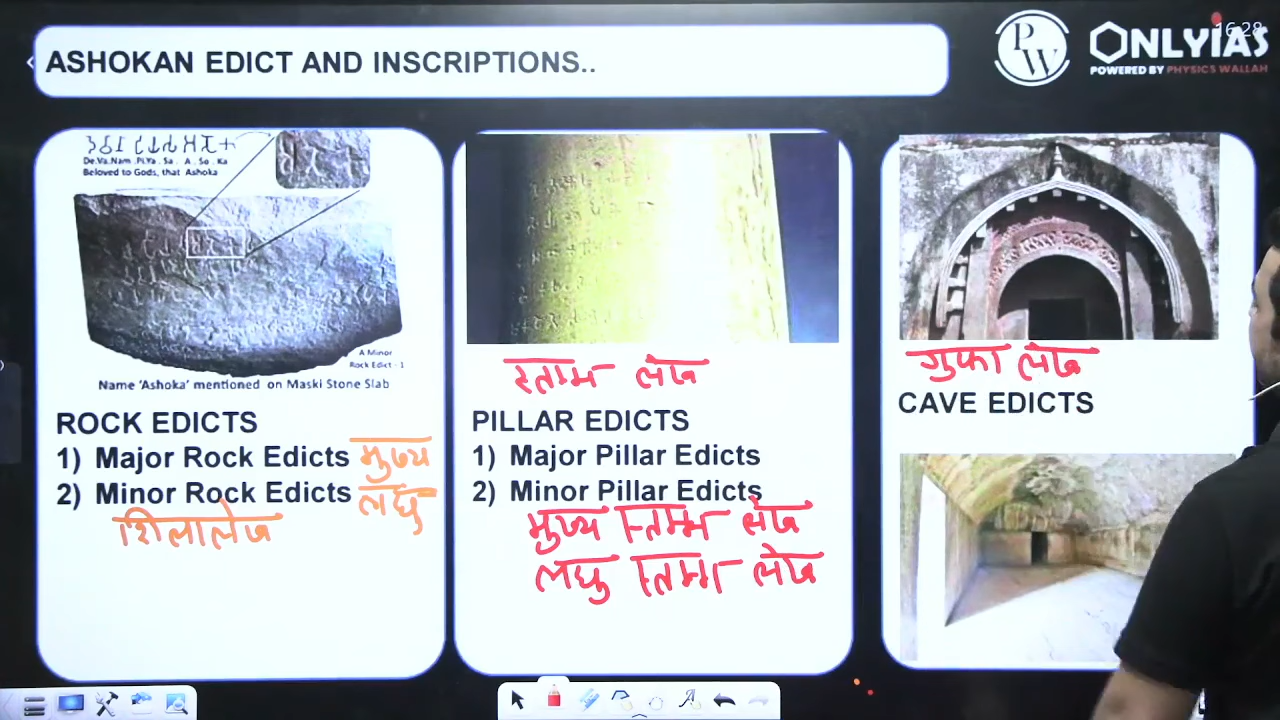 16:28
ASHOKAN EDICT AND INSCRIPTIONS..
PW
ONLYIAS
POWERED BY PHYSICS WALLAH
De.Va.Nam .Pi.Ya . Sa . A . So . Ka
Beloved to Gods, that Ashoka
A Minor
Rock Edict - 1
Name 'Ashoka' mentioned on Maski Stone Slab
ROCK EDICTS
1) Major Rock Edicts मुख्य
2) Minor Rock Edicts लघु
शिलालेख
स्तम्भ लेख
PILLAR EDICTS
1) Major Pillar Edicts
2) Minor Pillar Edicts
मुख्य स्तम्भ लेख
लघु स्तम्भ लेख
गुफा लेख
CAVE EDICTS